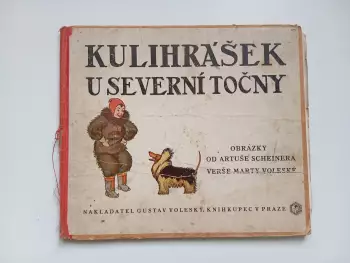 KULIHRÁŠEK
U SEVERNÍ TOČNY
OBRÁZKY
OD ARTUŠE SCHEINERA
VERŠE MARTY VOLESKÉ
NAKLADATEL GUSTAV VOLESKÝ, KNIHKUPEC V PRAZE